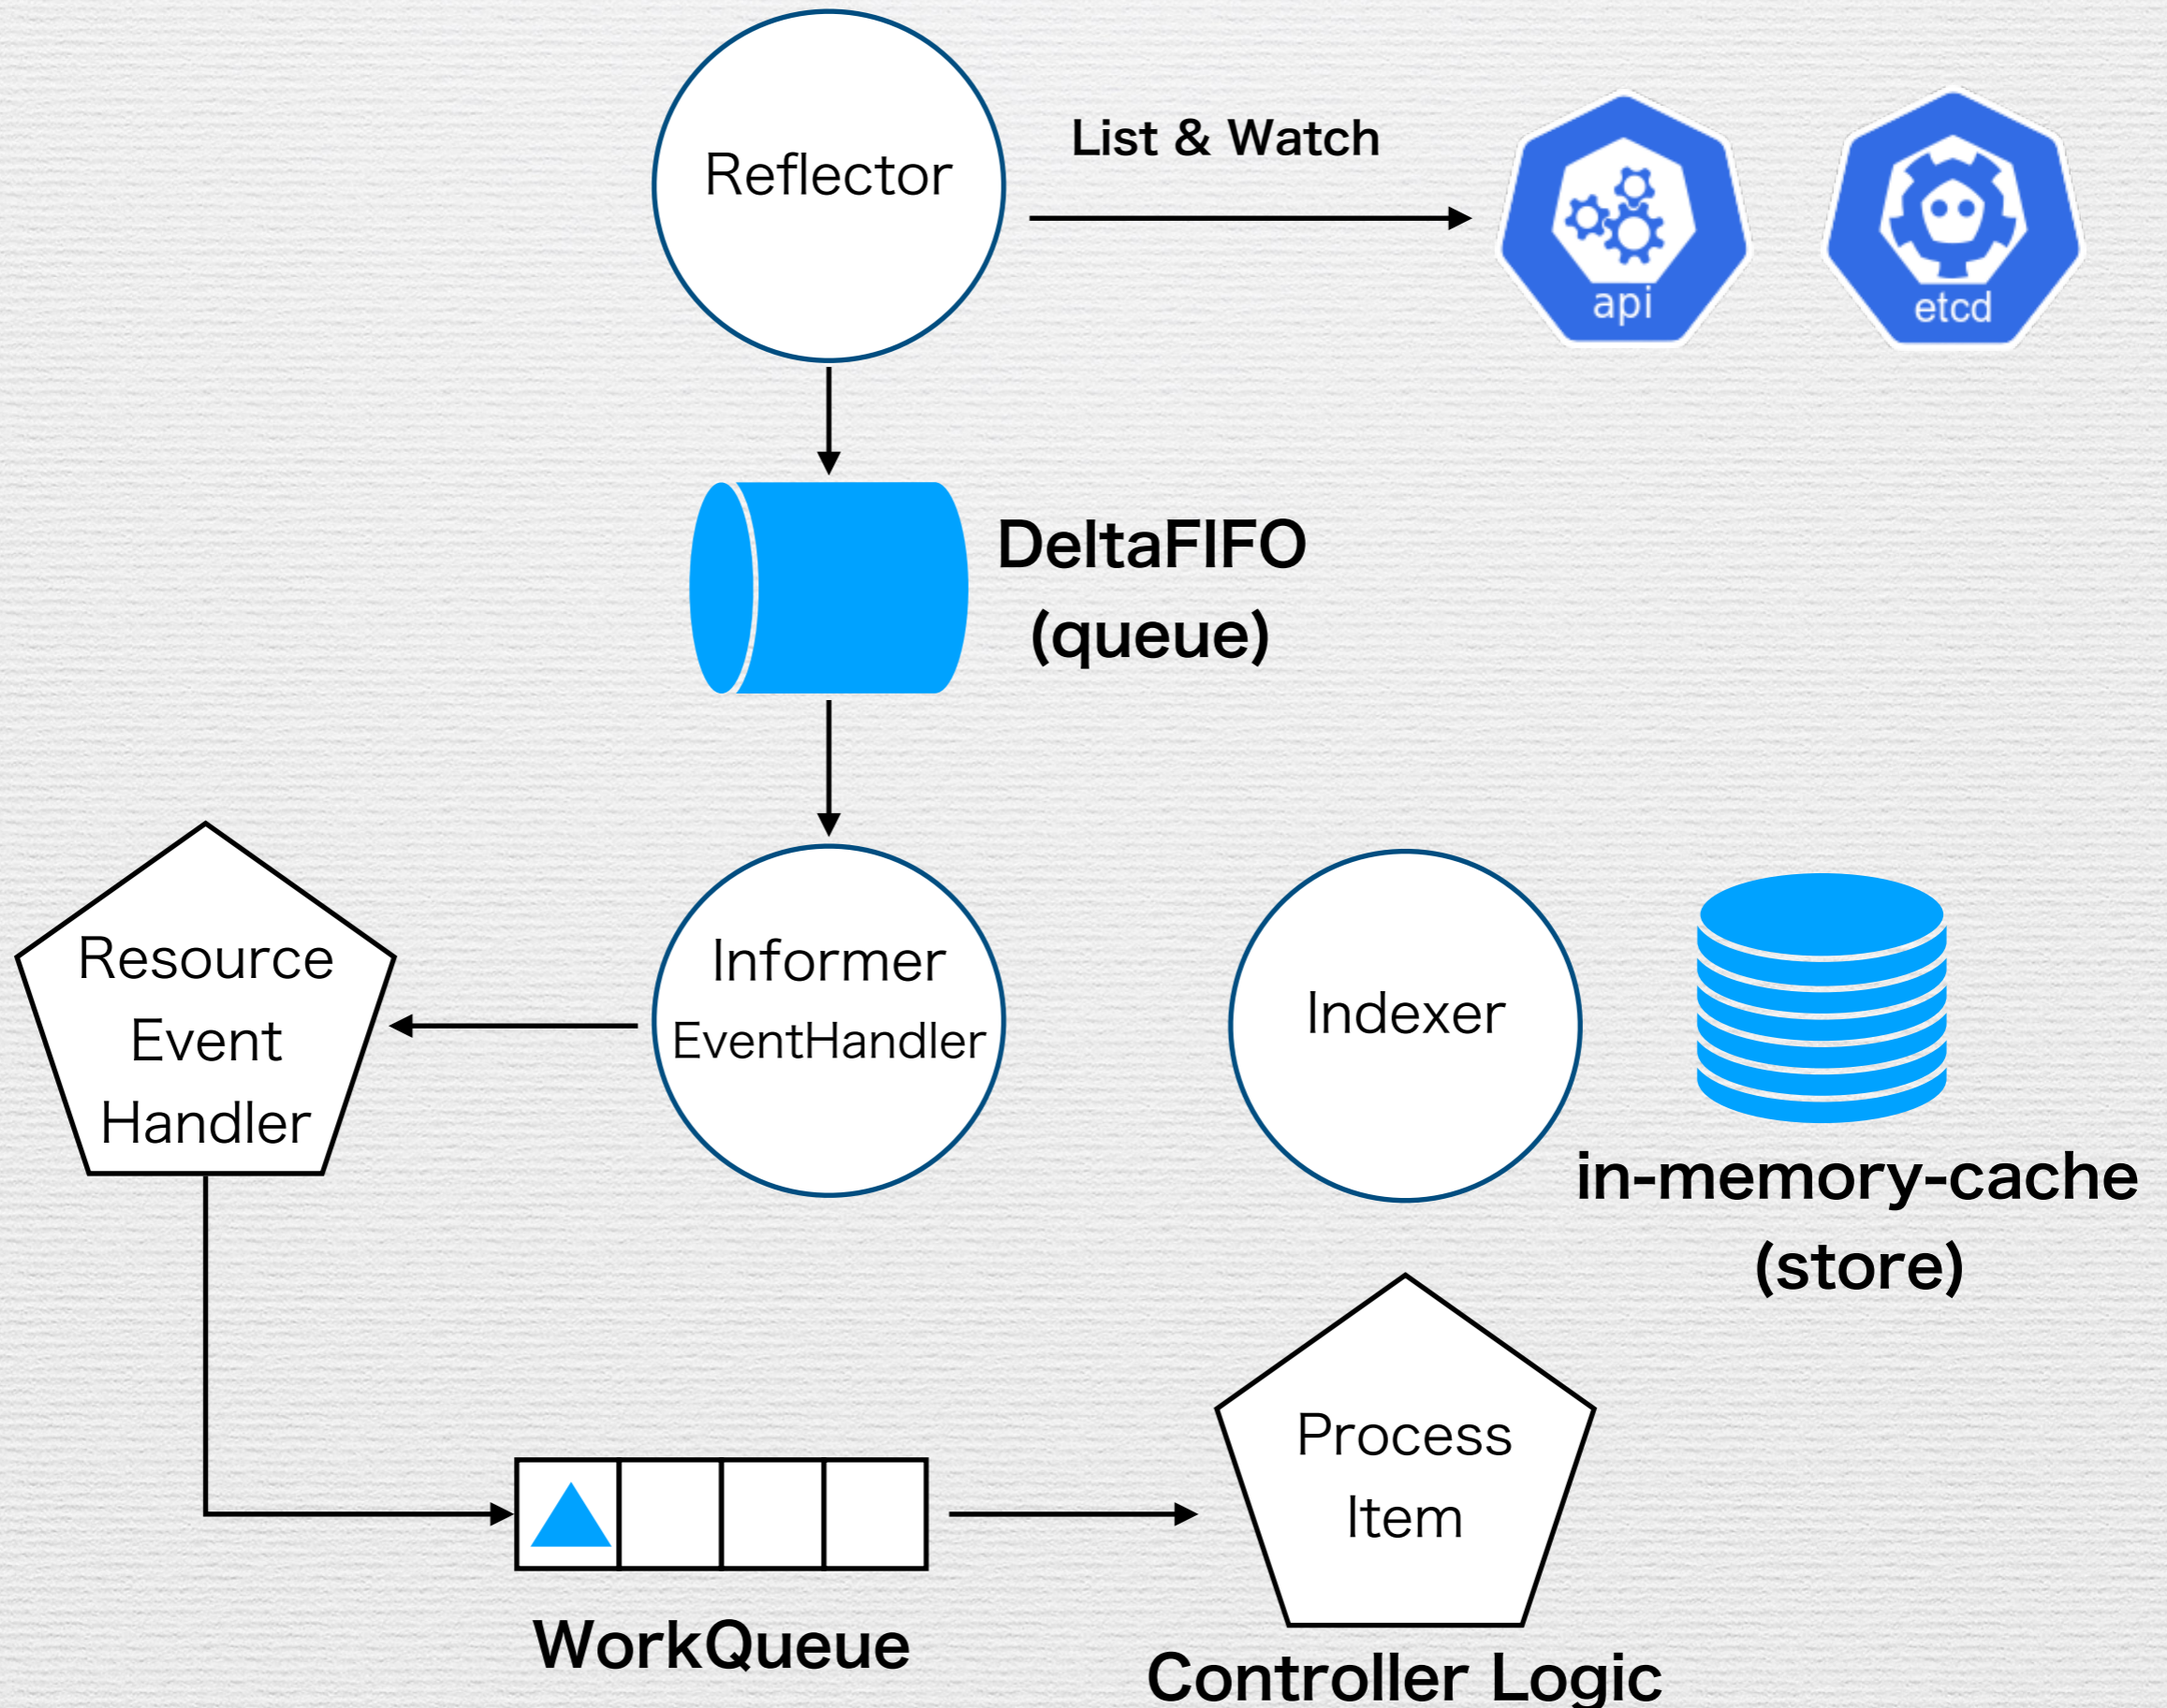 Reflector
List & Watch
api
etcd
DeltaFIFO
(queue)
Resource
Event
Handler
Informer
EventHandler
Indexer
in-memory-cache
(store)
Process
Item
WorkQueue
Controller Logic